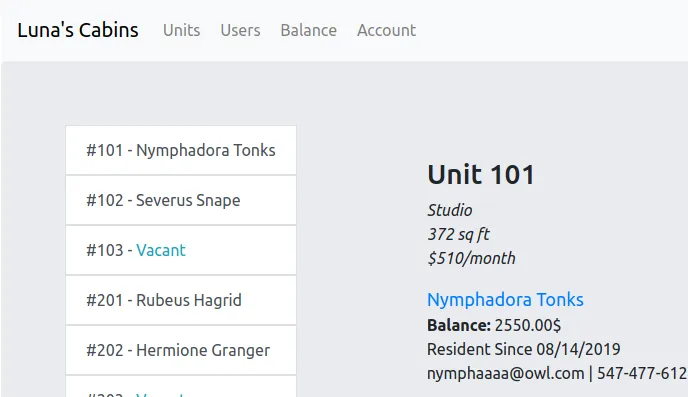 Luna's Cabins Units Users Balance Account
#101 - Nymphadora Tonks
#102 - Severus Snape
#103 - Vacant
#201 - Rubeus Hagrid
#202 - Hermione Granger
Unit 101
Studio
372 sq ft
$510/month
Nymphadora Tonks
Balance: 2550.00$
Resident Since 08/14/2019
nymphaaaa@owl.com | 547-477-612